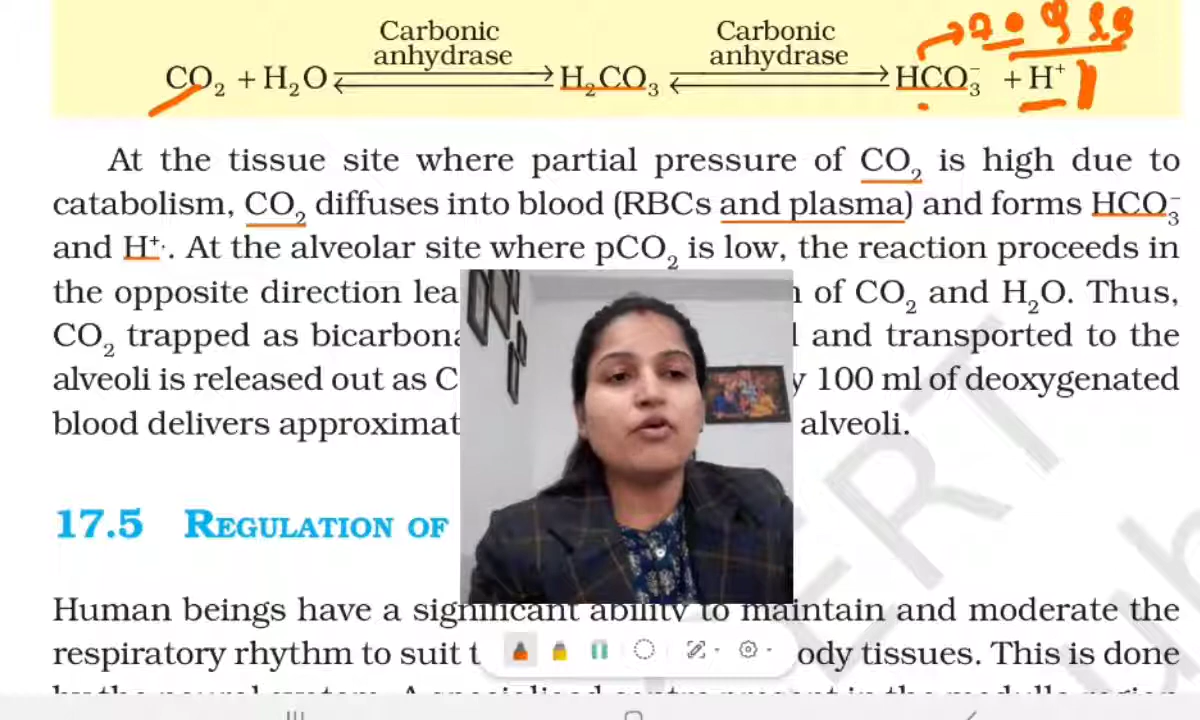 Carbonic anhydrase Carbonic anhydrase
CO₂ + H₂O ⇌ H₂CO₃ ⇌ HCO₃⁻ + H⁺
At the tissue site where partial pressure of CO₂ is high due to
catabolism, CO₂ diffuses into blood (RBCs and plasma) and forms HCO₃⁻
and H⁺. At the alveolar site where pCO₂ is low, the reaction proceeds in
the opposite direction of CO₂ and H₂O. Thus,
CO₂ trapped as and transported to the
alveoli is released out as 100 ml of deoxygenated
blood delivers alveoli.
17.5 REGULATION OF
Human beings have a significant ability to maintain and moderate the
respiratory rhythm to suit body tissues. This is done